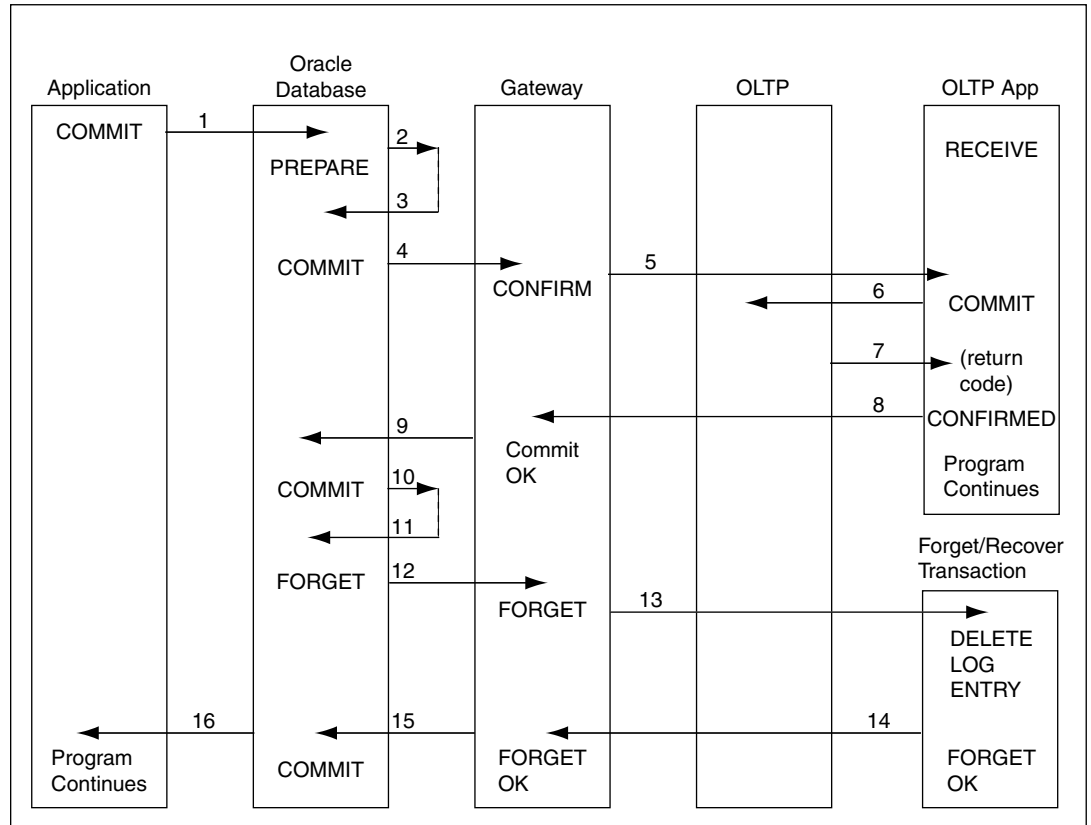 Application
Oracle
Database
Gateway
OLTP
OLTP App
COMMIT
1
2
RECEIVE
PREPARE
3
COMMIT
4
CONFIRM
5
6
COMMIT
7
(return
code)
8
CONFIRMED
9
Commit
OK
Program
Continues
COMMIT
10
11
Forget/Recover
Transaction
FORGET
12
FORGET
13
DELETE
LOG
ENTRY
16
15
14
Program
Continues
COMMIT
FORGET
OK
FORGET
OK